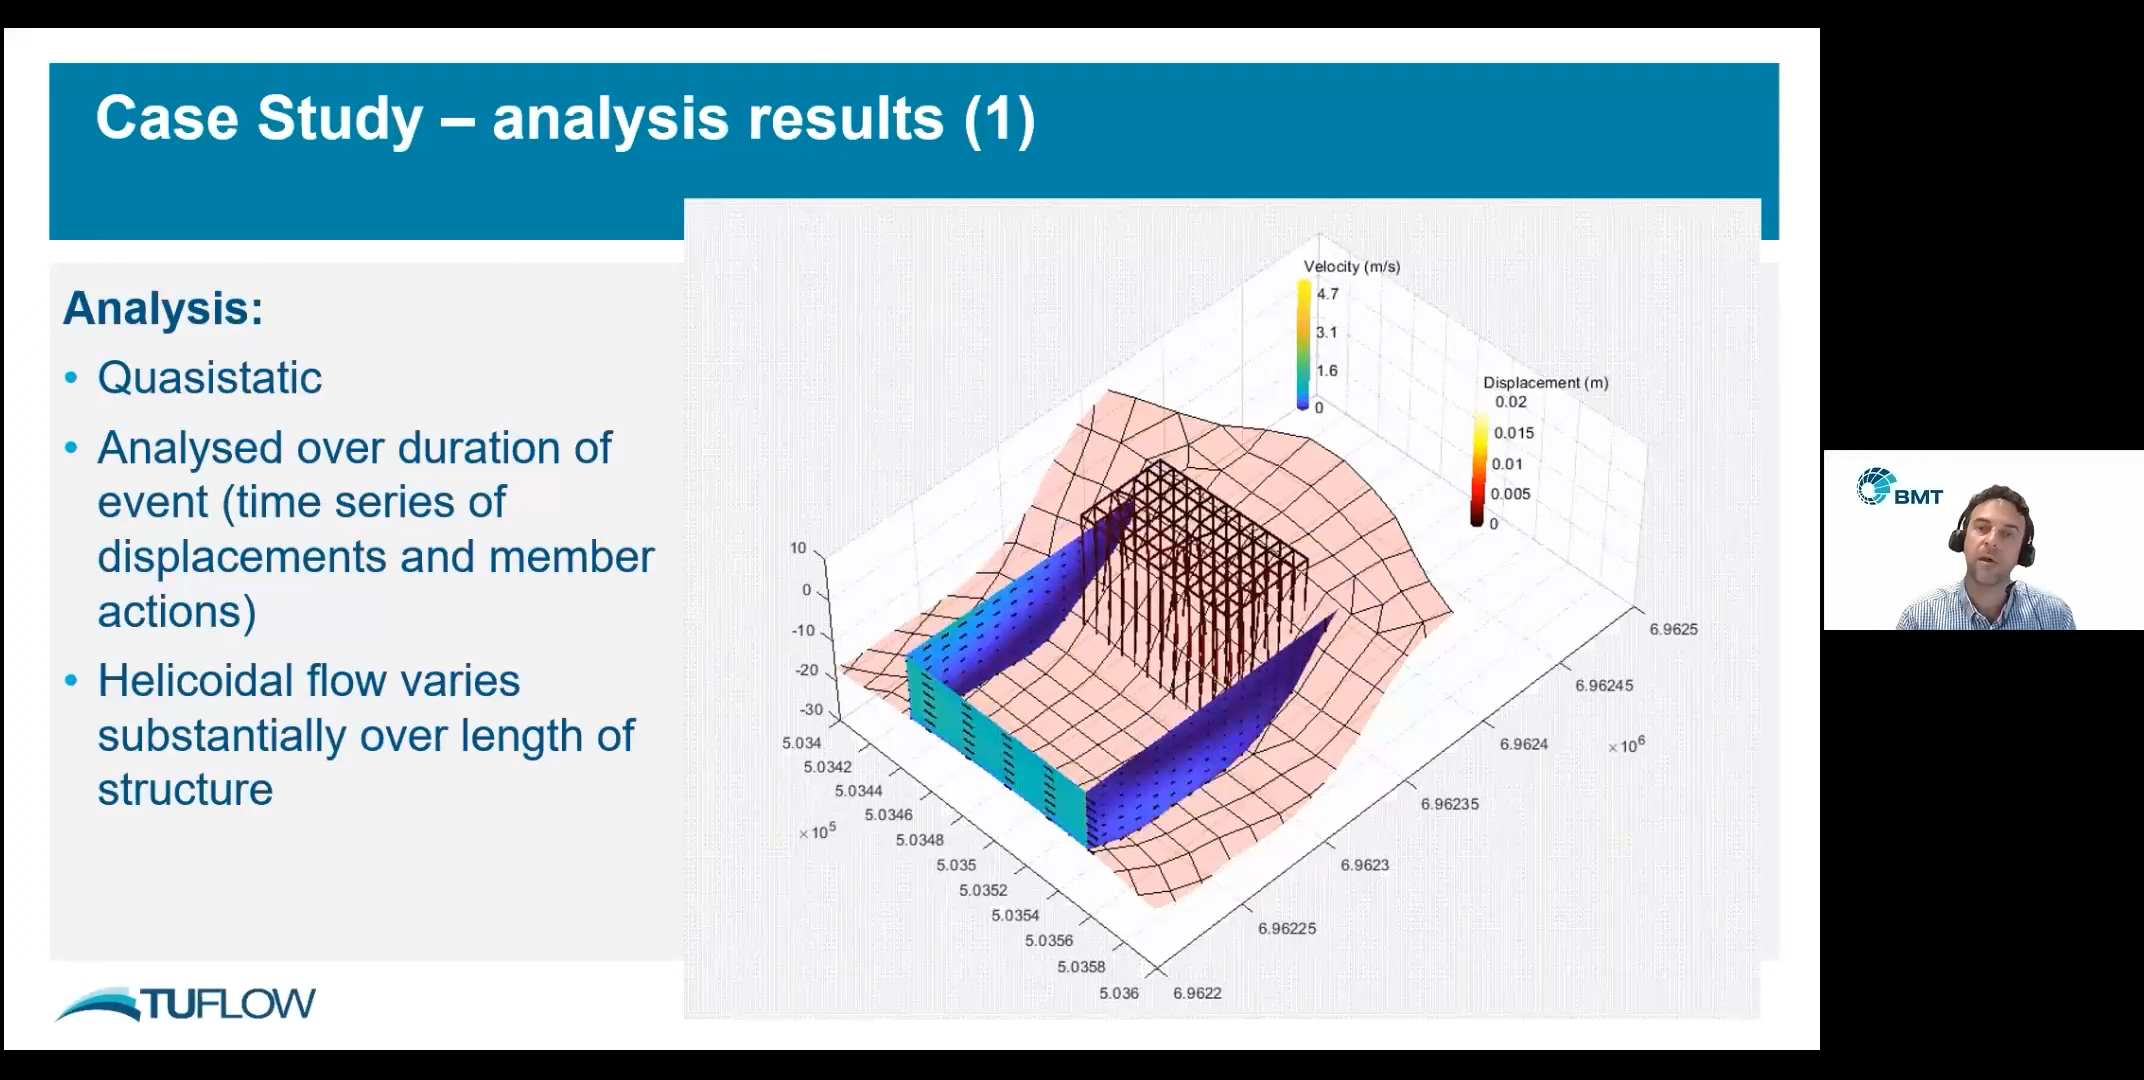 Case Study – analysis results (1)
Analysis:
• Quasistatic
• Analysed over duration of
event (time series of
displacements and member
actions)
• Helicoidal flow varies
substantially over length of
structure
Velocity (m/s)
4.7
3.1
1.6
0
Displacement (m)
0.02
0.015
0.01
0.005
0
10
0
-10
-20
-30
5.034
5.0342
5.0344
5.0346
5.0348
5.035
5.0352
5.0354
5.0356
5.0358
5.036
×10⁵
6.9622
6.96225
6.9623
6.96235
6.9624
6.96245
6.9625
×10⁶
TUFLOW
BMT